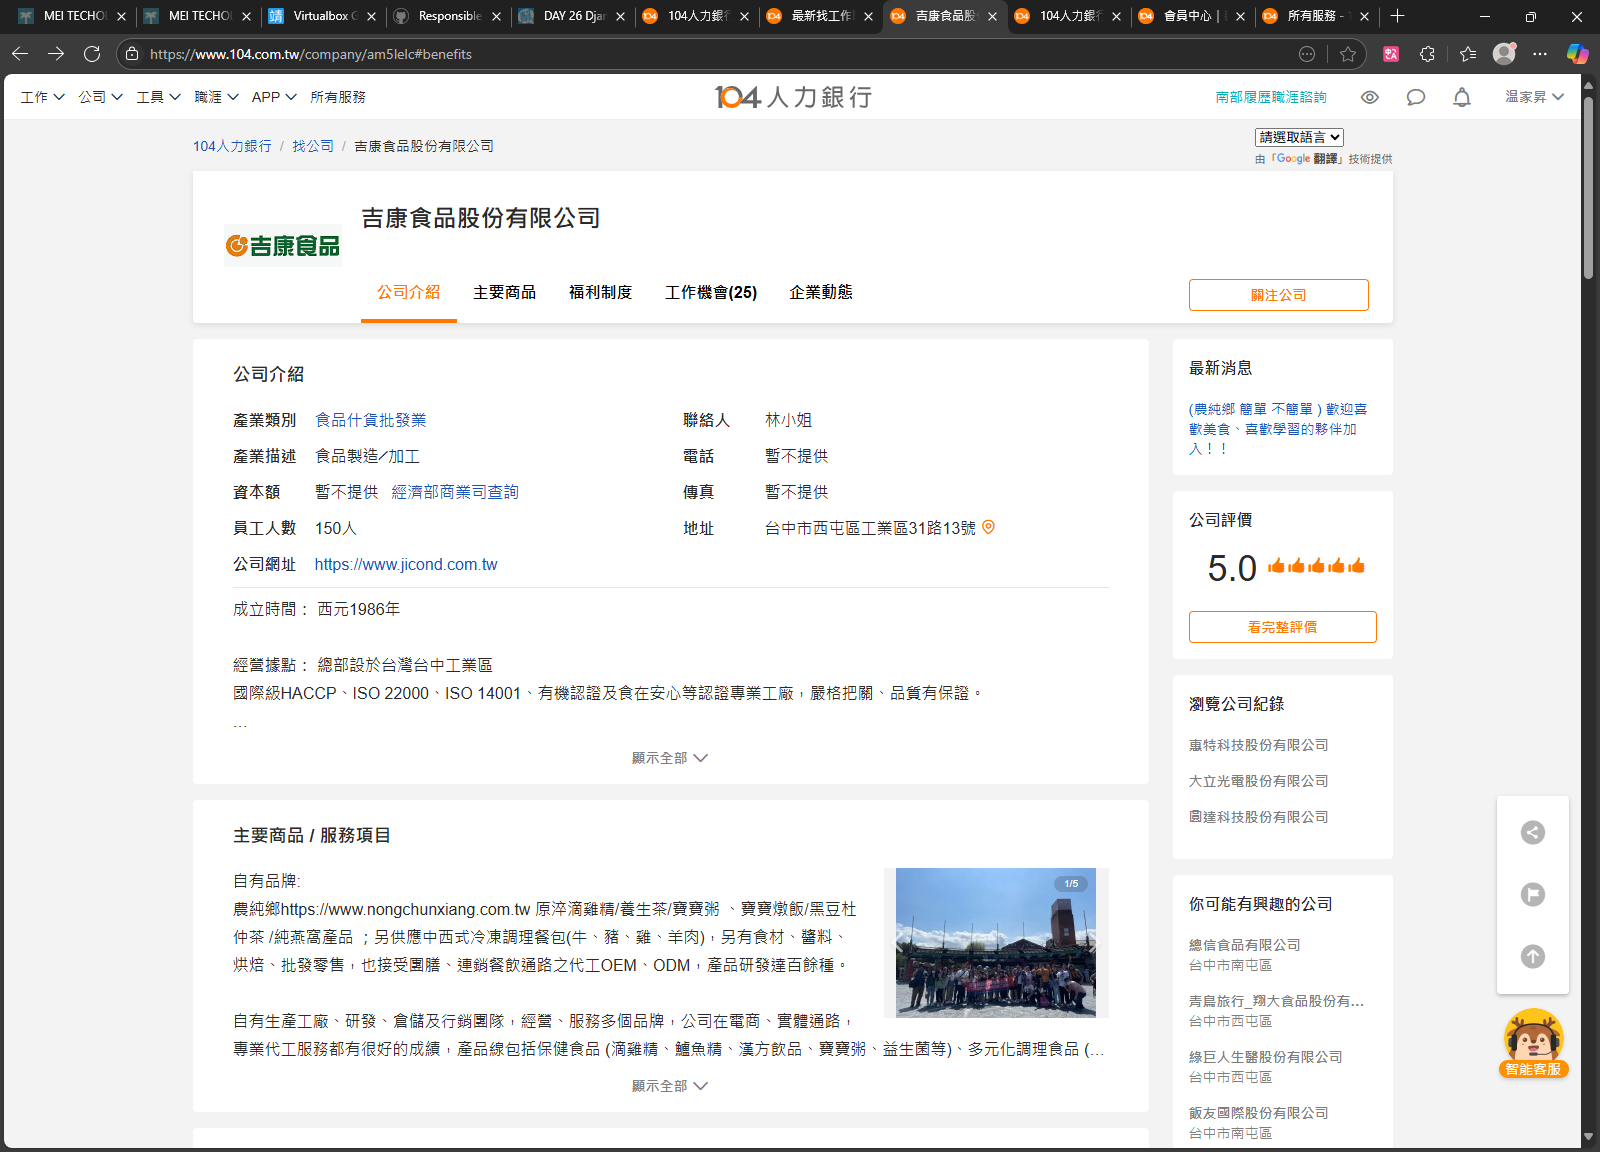 MEI TECHOL
MEI TECHOL
Virtualbox G
Responsible
DAY 26 Djan
104人力銀行
最新找工作
吉康食品股份
104人力銀行
會員中心 |
所有服務 - 1
https://www.104.com.tw/company/am5lelc#benefits
工作 公司 工具 職涯 APP 所有服務
104人力銀行
南部履歷職涯諮詢
温家昇
104人力銀行 / 找公司 / 吉康食品股份有限公司
請選取語言
由「Google 翻譯」技術提供
吉康食品股份有限公司
吉康食品
公司介紹 主要商品 福利制度 工作機會(25) 企業動態
關注公司
公司介紹
產業類別 食品什貨批發業
聯絡人 林小姐
產業描述 食品製造/加工
電話 暫不提供
資本額 暫不提供 經濟部商業司查詢
傳真 暫不提供
員工人數 150人
地址 台中市西屯區工業區31路13號
公司網址 https://www.jicond.com.tw
成立時間： 西元1986年
經營據點： 總部設於台灣台中工業區
國際級HACCP、ISO 22000、ISO 14001、有機認證及食在安心等認證專業工廠，嚴格把關、品質有保證。
...
顯示全部
主要商品 / 服務項目
自有品牌:
農純鄉https://www.nongchunxiang.com.tw 原淬滴雞精/養生茶/寶寶粥 、寶寶燉飯/黑豆杜
仲茶 /純燕窩產品 ；另供應中西式冷凍調理餐包(牛、豬、雞、羊肉)，另有食材、醬料、
烘焙、批發零售，也接受團膳、連銷餐飲通路之代工OEM、ODM，產品研發達百餘種。
自有生產工廠、研發、倉儲及行銷團隊，經營、服務多個品牌，公司在電商、實體通路，
專業代工服務都有很好的成績，產品線包括保健食品 (滴雞精、鱸魚精、漢方飲品、寶寶粥、益生菌等)、多元化調理食品 (...
1/5
顯示全部
最新消息
(農純鄉 簡單 不簡單 ) 歡迎喜
歡美食、喜歡學習的夥伴加
入！！
公司評價
5.0
看完整評價
瀏覽公司紀錄
惠特科技股份有限公司
大立光電股份有限公司
圓達科技股份有限公司
你可能有興趣的公司
總信食品有限公司
台中市南屯區
青鳥旅行_翔大食品股份有...
台中市西屯區
綠巨人生醫股份有限公司
台中市西屯區
飯友國際股份有限公司
台中市南屯區
智能客服